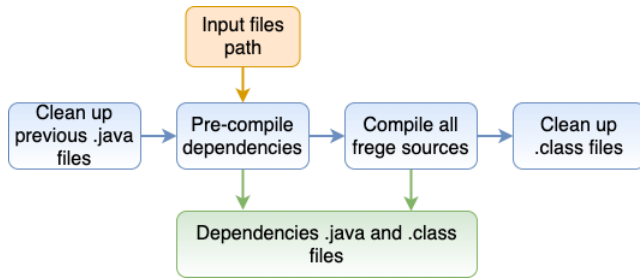 Input files
path
Clean up
previous .java
files
Pre-compile
dependencies
Compile all
frege sources
Clean up
.class files
Dependencies .java and .class
files